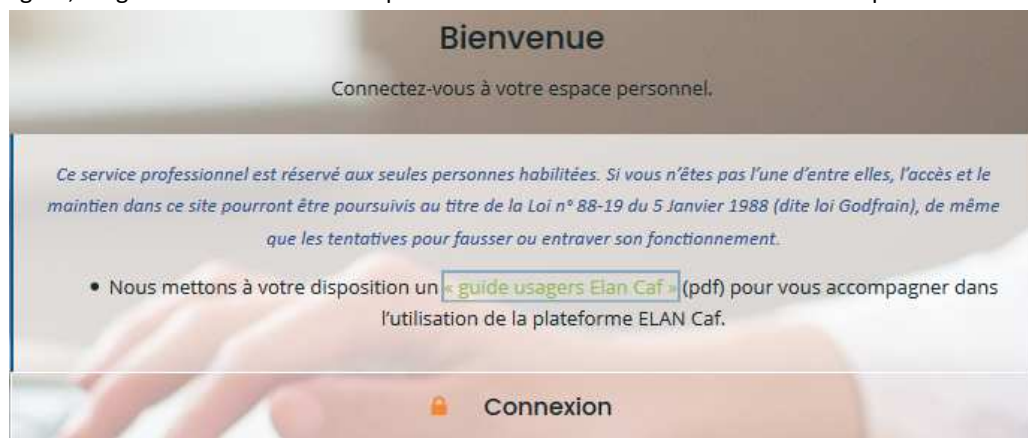 Bienvenue
Connectez-vous à votre espace personnel.
Ce service professionnel est réservé aux seules personnes habilitées. Si vous n'êtes pas l'une d'entre elles, l'accès et le
maintien dans ce site pourront être poursuivis au titre de la Loi n° 88-19 du 5 Janvier 1988 (dite loi Godfrain), de même
que les tentatives pour fausser ou entraver son fonctionnement.
• Nous mettons à votre disposition un « guide usagers Elan Caf » (pdf) pour vous accompagner dans
l'utilisation de la plateforme ELAN Caf.
Connexion